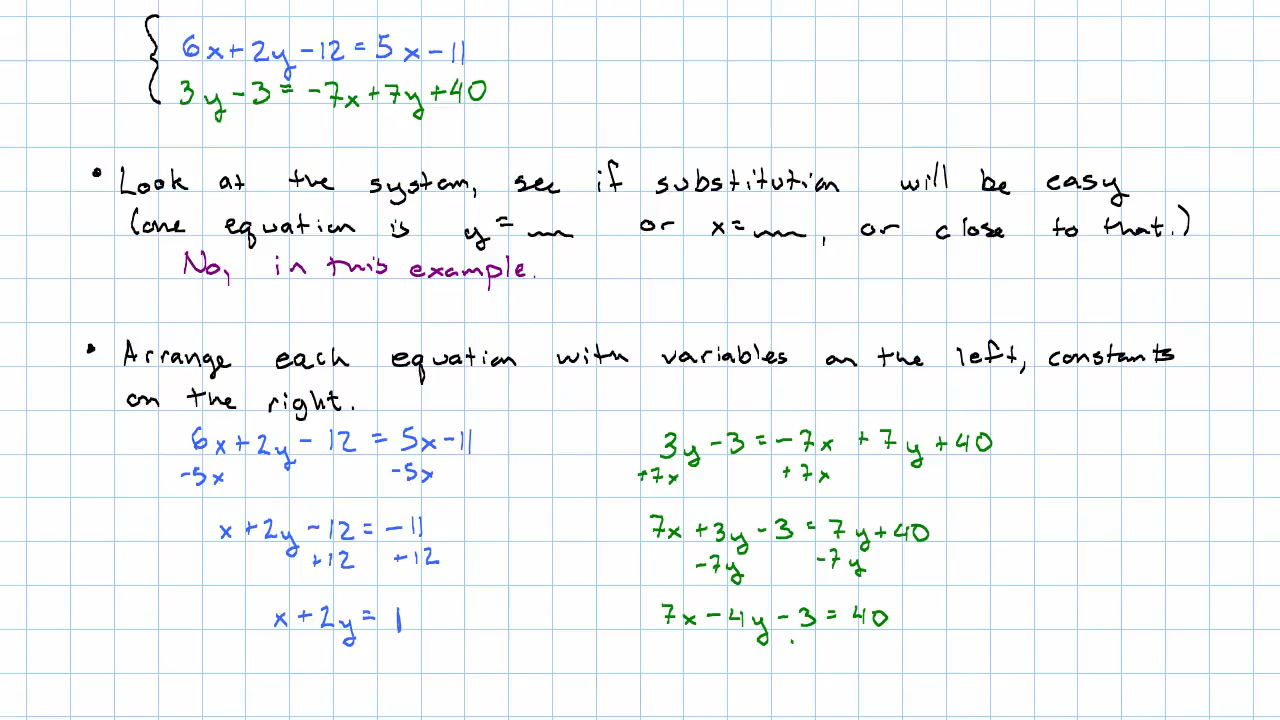 6x+2y-12=5x-11
3y-3=-7x+7y+40
• Look at the system, see if substitution will be easy
(one equation is y=__ or x=__, or close to that.)
No, in this example.
• Arrange each equation with variables on the left, constants
on the right.
6x+2y-12=5x-11
-5x -5x
x+2y-12=-11
+12 +12
x+2y=1
3y-3=-7x+7y+40
+7x +7x
7x+3y-3=7y+40
-7y -7y
7x-4y-3=40